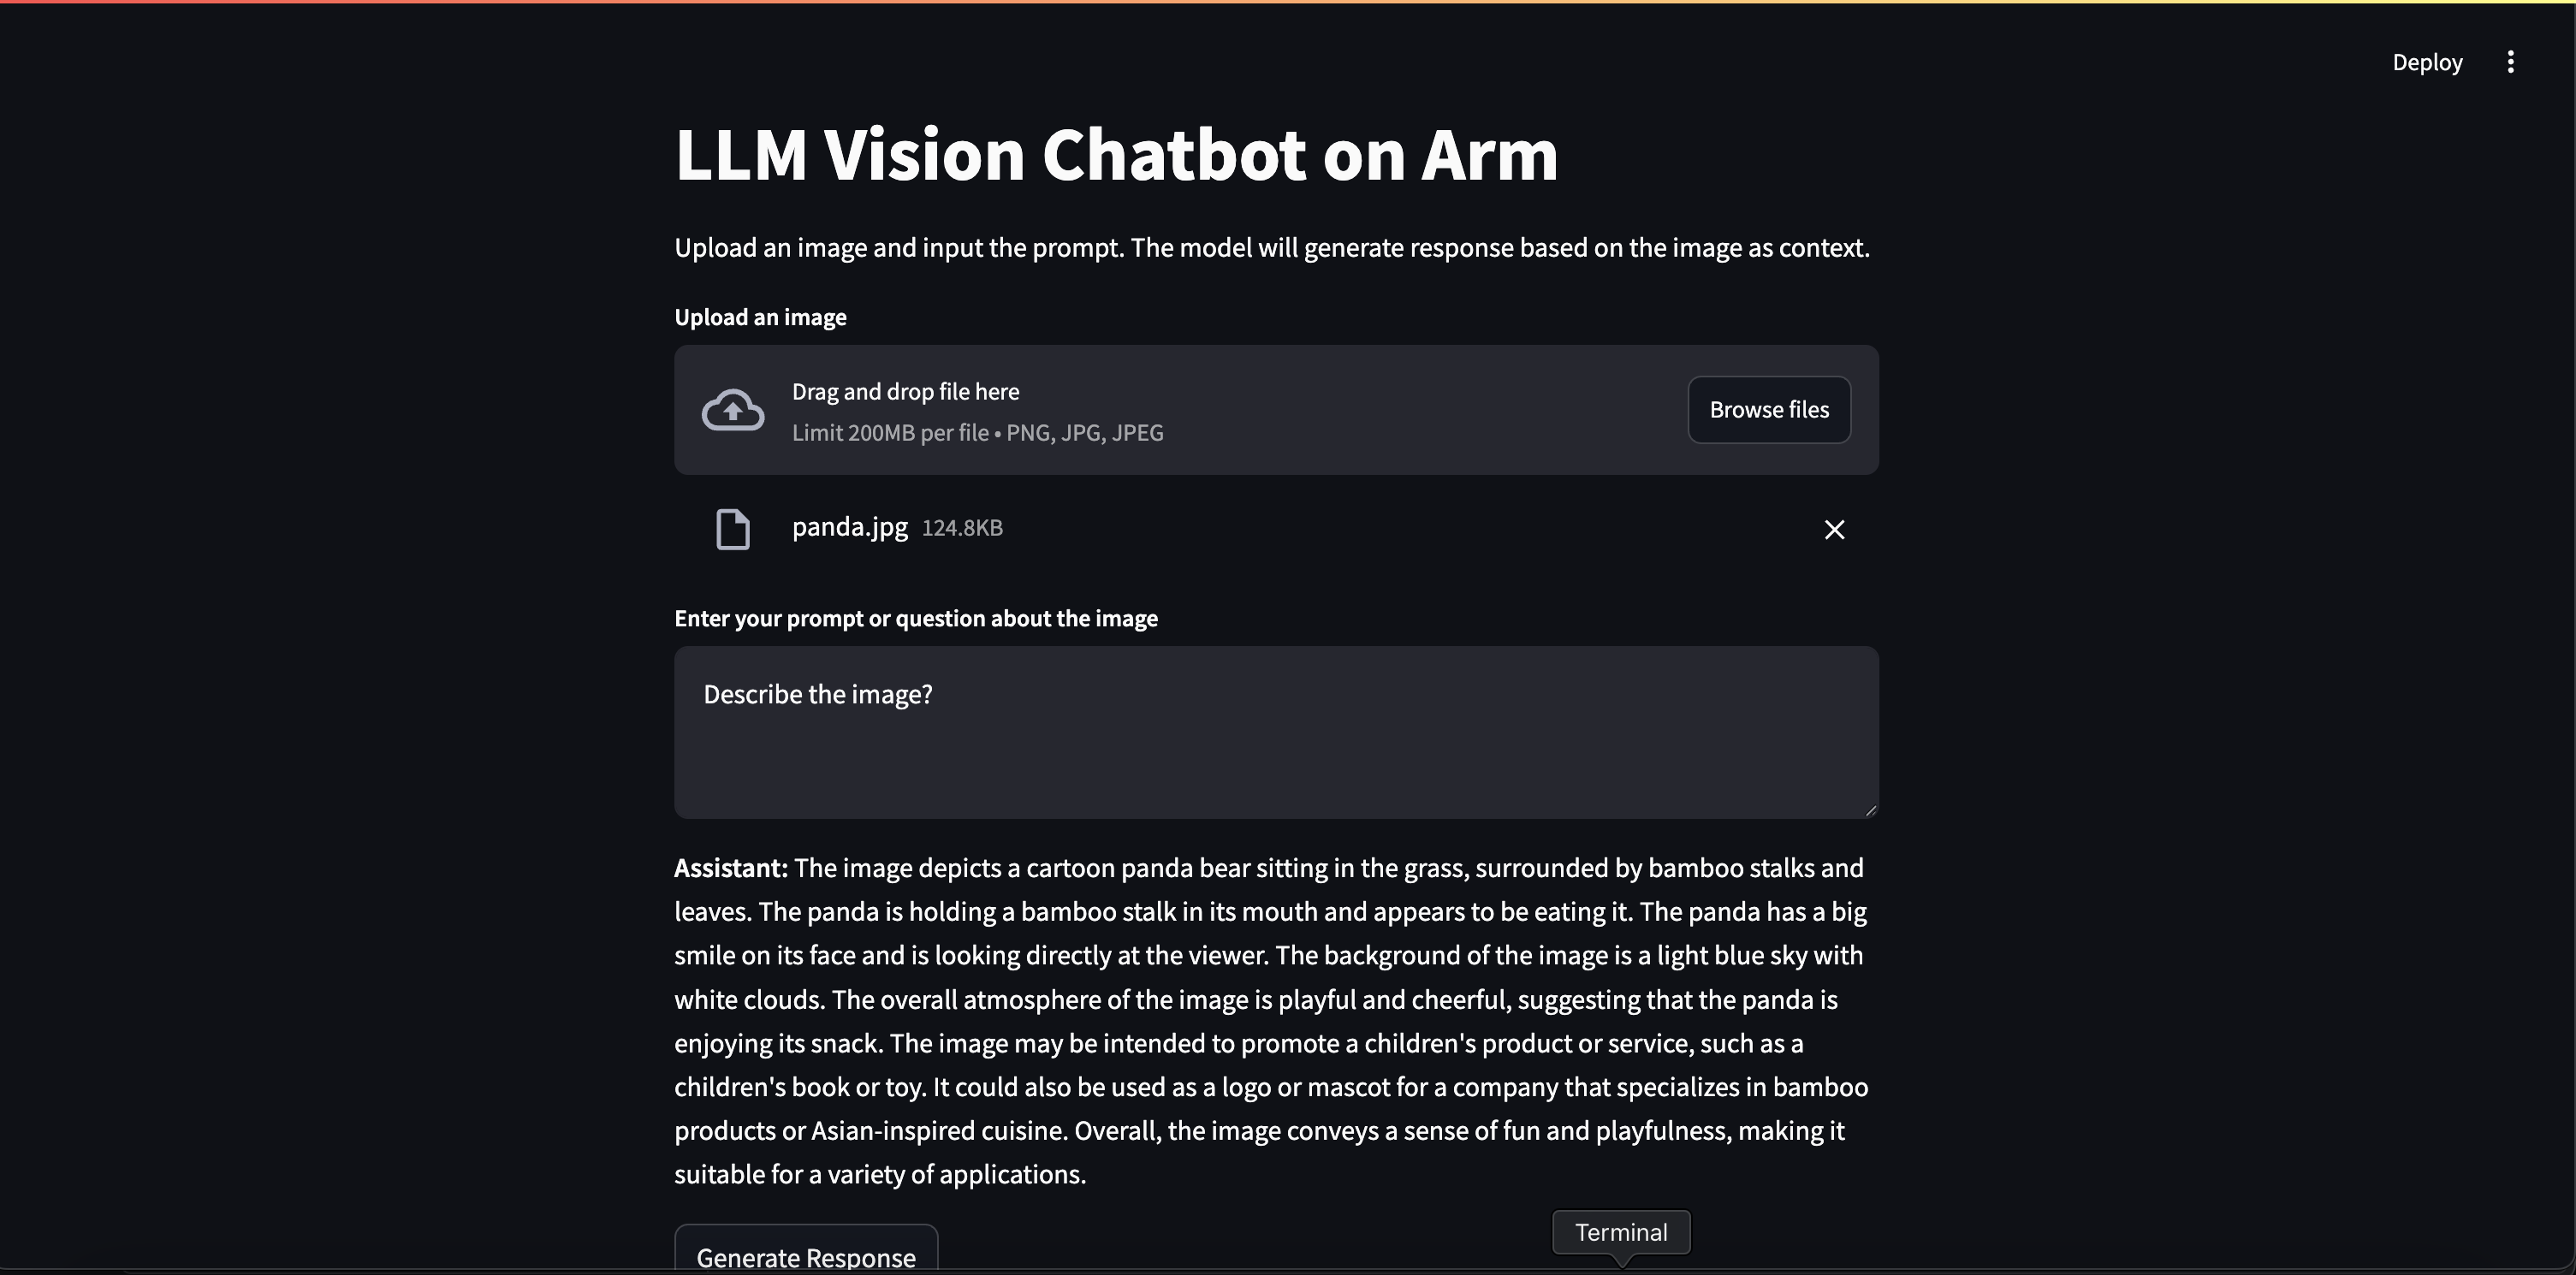 Deploy
LLM Vision Chatbot on Arm
Upload an image and input the prompt. The model will generate response based on the image as context.
Upload an image
Drag and drop file here
Limit 200MB per file • PNG, JPG, JPEG
Browse files
panda.jpg 124.8KB
Enter your prompt or question about the image
Describe the image?
Assistant: The image depicts a cartoon panda bear sitting in the grass, surrounded by bamboo stalks and
leaves. The panda is holding a bamboo stalk in its mouth and appears to be eating it. The panda has a big
smile on its face and is looking directly at the viewer. The background of the image is a light blue sky with
white clouds. The overall atmosphere of the image is playful and cheerful, suggesting that the panda is
enjoying its snack. The image may be intended to promote a children's product or service, such as a
children's book or toy. It could also be used as a logo or mascot for a company that specializes in bamboo
products or Asian-inspired cuisine. Overall, the image conveys a sense of fun and playfulness, making it
suitable for a variety of applications.
Terminal
Generate Response